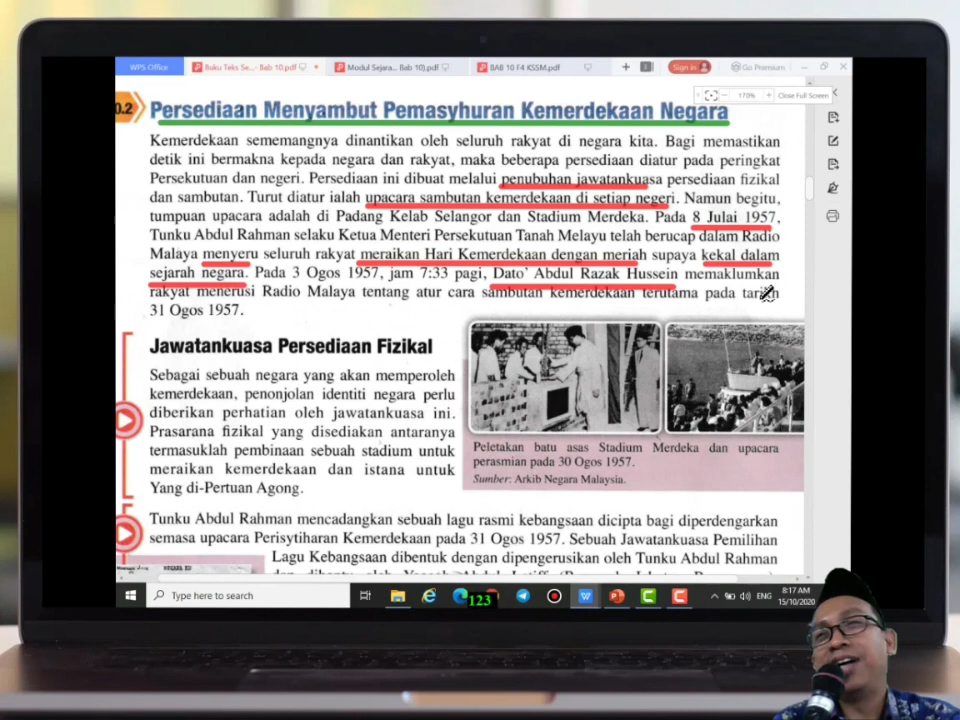 WPS Office
Buku Teks Se...- Bab 10.pdf
Modul Sejara... Bab 10).pdf
BAB 10 F4 KSSM.pdf
Sign in
Go Premium
170%
Close Full Screen
0.2
Persediaan Menyambut Pemasyhuran Kemerdekaan Negara
Kemerdekaan sememangnya dinantikan oleh seluruh rakyat di negara kita. Bagi memastikan
detik ini bermakna kepada negara dan rakyat, maka beberapa persediaan diatur pada peringkat
Persekutuan dan negeri. Persediaan ini dibuat melalui penubuhan jawatankuasa persediaan fizikal
dan sambutan. Turut diatur ialah upacara sambutan kemerdekaan di setiap negeri. Namun begitu,
tumpuan upacara adalah di Padang Kelab Selangor dan Stadium Merdeka. Pada 8 Julai 1957,
Tunku Abdul Rahman selaku Ketua Menteri Persekutuan Tanah Melayu telah berucap dalam Radio
Malaya menyeru seluruh rakyat meraikan Hari Kemerdekaan dengan meriah supaya kekal dalam
sejarah negara. Pada 3 Ogos 1957, jam 7:33 pagi, Dato' Abdul Razak Hussein memaklumkan
rakyat menerusi Radio Malaya tentang atur cara sambutan kemerdekaan terutama pada tarikh
31 Ogos 1957.
Jawatankuasa Persediaan Fizikal
Sebagai sebuah negara yang akan memperoleh
kemerdekaan, penonjolan identiti negara perlu
diberikan perhatian oleh jawatankuasa ini.
Prasarana fizikal yang disediakan antaranya
termasuklah pembinaan sebuah stadium untuk
meraikan kemerdekaan dan istana untuk
Yang di-Pertuan Agong.
Peletakan batu asas Stadium Merdeka dan upacara
perasmian pada 30 Ogos 1957.
Sumber: Arkib Negara Malaysia.
Tunku Abdul Rahman mencadangkan sebuah lagu rasmi kebangsaan dicipta bagi diperdengarkan
semasa upacara Perisytiharan Kemerdekaan pada 31 Ogos 1957. Sebuah Jawatankuasa Pemilihan
Lagu Kebangsaan dibentuk dengan dipengerusikan oleh Tunku Abdul Rahman
Type here to search
123
ENG
8:17 AM
15/10/2020